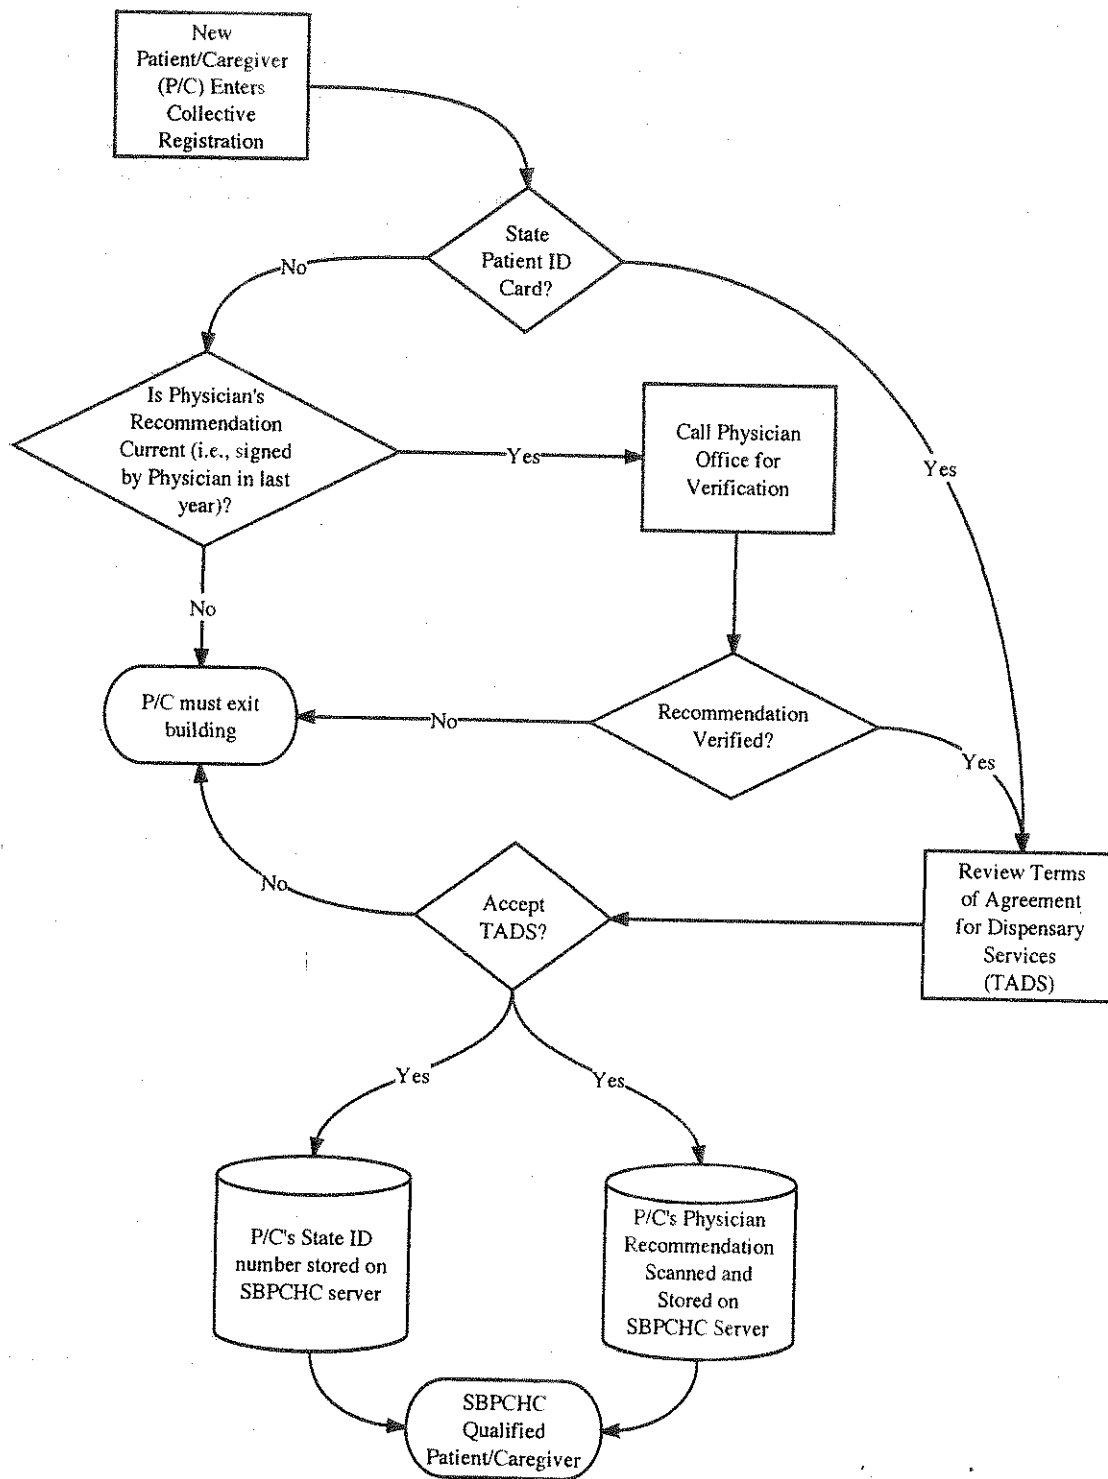 New
Patient/Caregiver
(P/C) Enters
Collective
Registration
State
Patient ID
Card?
No
Yes
Is Physician's
Recommendation
Current (i.e., signed
by Physician in last
year)?
Yes
Call Physician
Office for
Verification
No
P/C must exit
building
No
Recommendation
Verified?
Yes
Review Terms
of Agreement
for Dispensary
Services
(TADS)
Accept
TADS?
No
Yes
Yes
P/C's State ID
number stored on
SBPCHC server
P/C's Physician
Recommendation
Scanned and
Stored on
SBPCHC Server
SBPCHC
Qualified
Patient/Caregiver